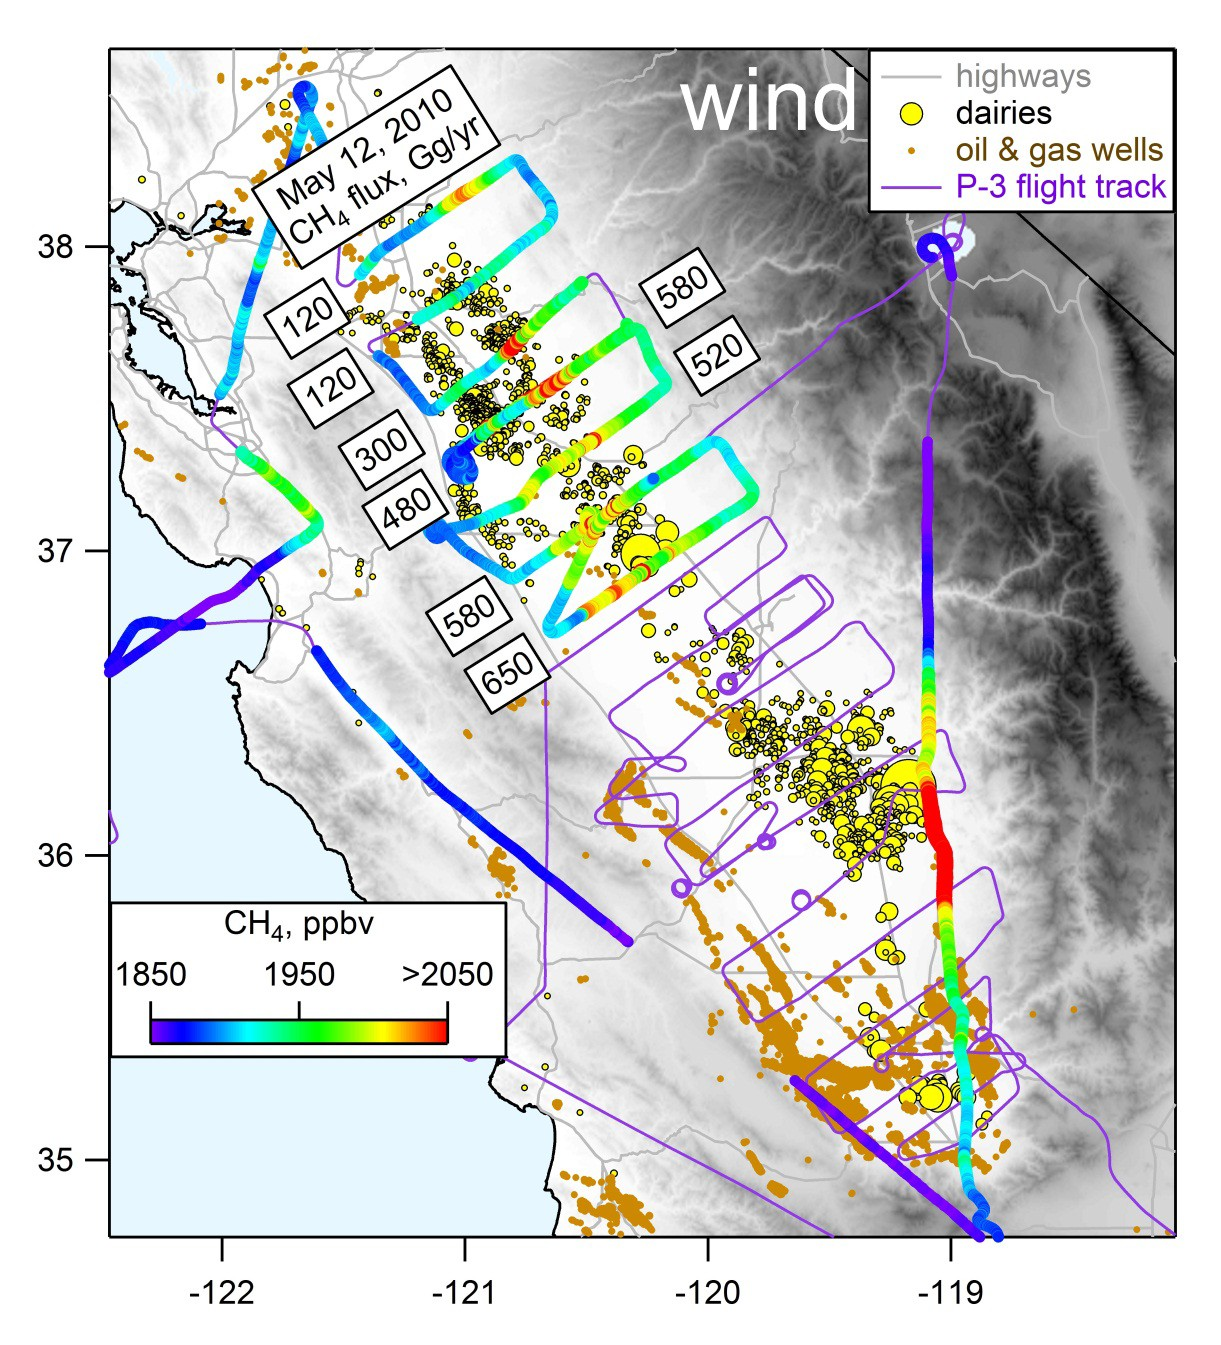 wind
highways
dairies
oil & gas wells
P-3 flight track
May 12, 2010
CH4 flux, Gg/yr
38
580
120
520
120
300
480
37
580
650
36
CH4, ppbv
1850 1950 >2050
35
-122 -121 -120 -119